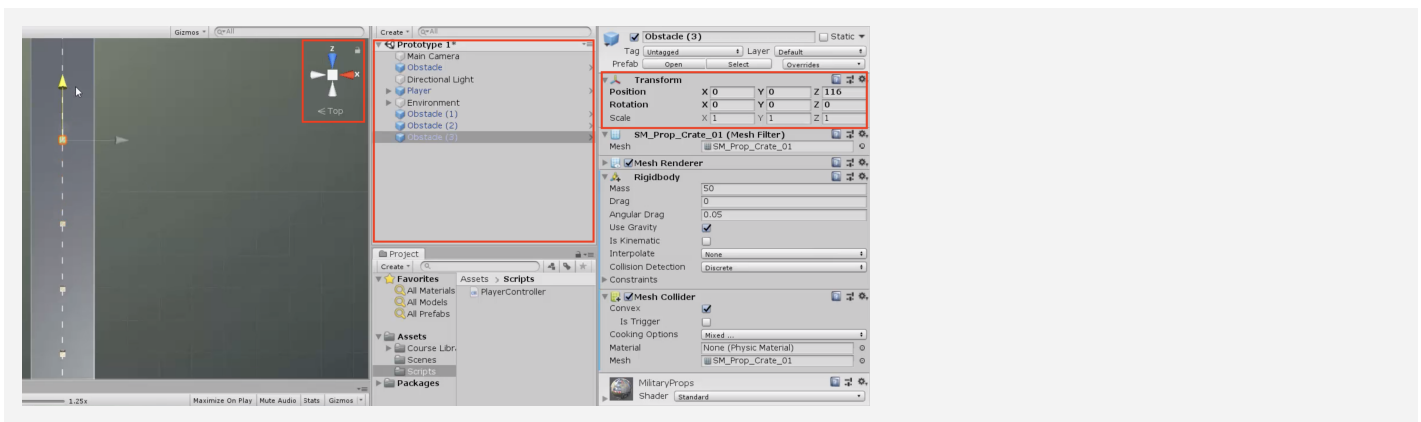 Gizmos
Q▾All
z
x
Top
1.25x
Maximize On Play
Mute Audio
Stats
Gizmos
Create
Q▾All
Prototype 1*
Main Camera
Obstacle
Directional Light
Player
Environment
Obstacle (1)
Obstacle (2)
Obstacle (3)
Project
Create
Favorites
All Materials
All Models
All Prefabs
Assets
Course Libr
Scenes
Scripts
Packages
Assets > Scripts
PlayerController
Obstacle (3)
Static
Tag Untagged Layer Default
Prefab Open Select Overrides
Transform
Position X 0 Y 0 Z 116
Rotation X 0 Y 0 Z 0
Scale X 1 Y 1 Z 1
SM_Prop_Crate_01 (Mesh Filter)
Mesh SM_Prop_Crate_01
Mesh Renderer
Rigidbody
Mass 50
Drag 0
Angular Drag 0.05
Use Gravity
Is Kinematic
Interpolate None
Collision Detection Discrete
Constraints
Mesh Collider
Convex
Is Trigger
Cooking Options Mixed ...
Material None (Physic Material)
Mesh SM_Prop_Crate_01
MilitaryProps
Shader Standard